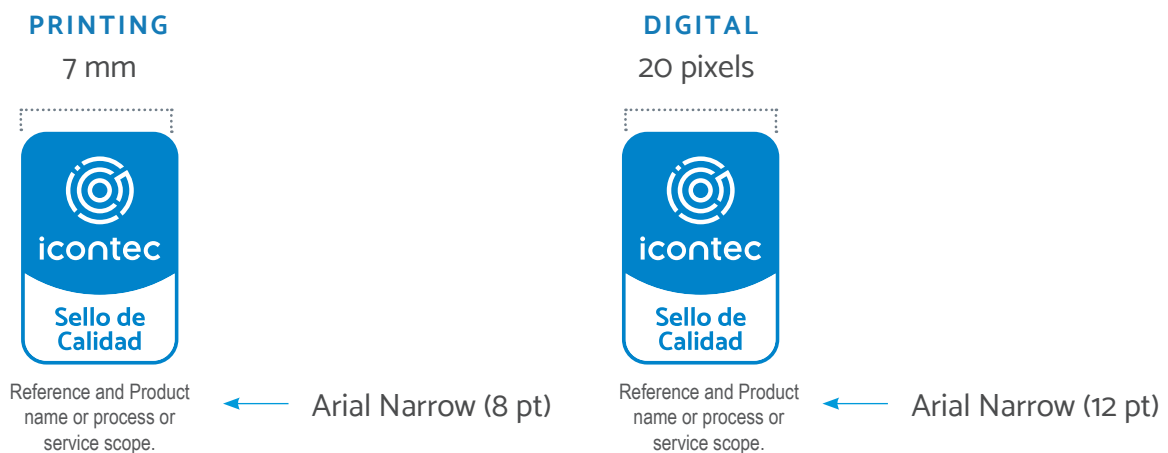 PRINTING
7 mm
icontec
Sello de
Calidad
Reference and Product
name or process or
service scope.
Arial Narrow (8 pt)
DIGITAL
20 pixels
icontec
Sello de
Calidad
Reference and Product
name or process or
service scope.
Arial Narrow (12 pt)